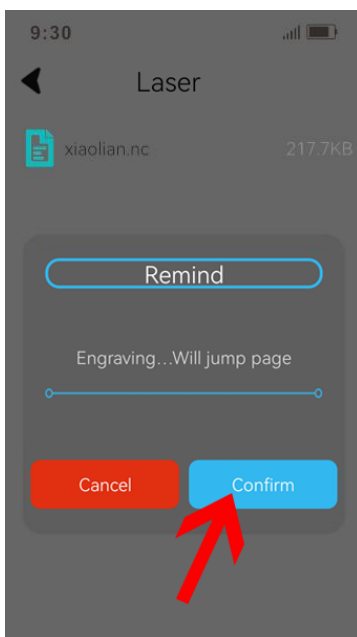 9:30
Laser
xiaolian.nc 217.7KB
Remind
Engraving...Will jump page
Cancel Confirm